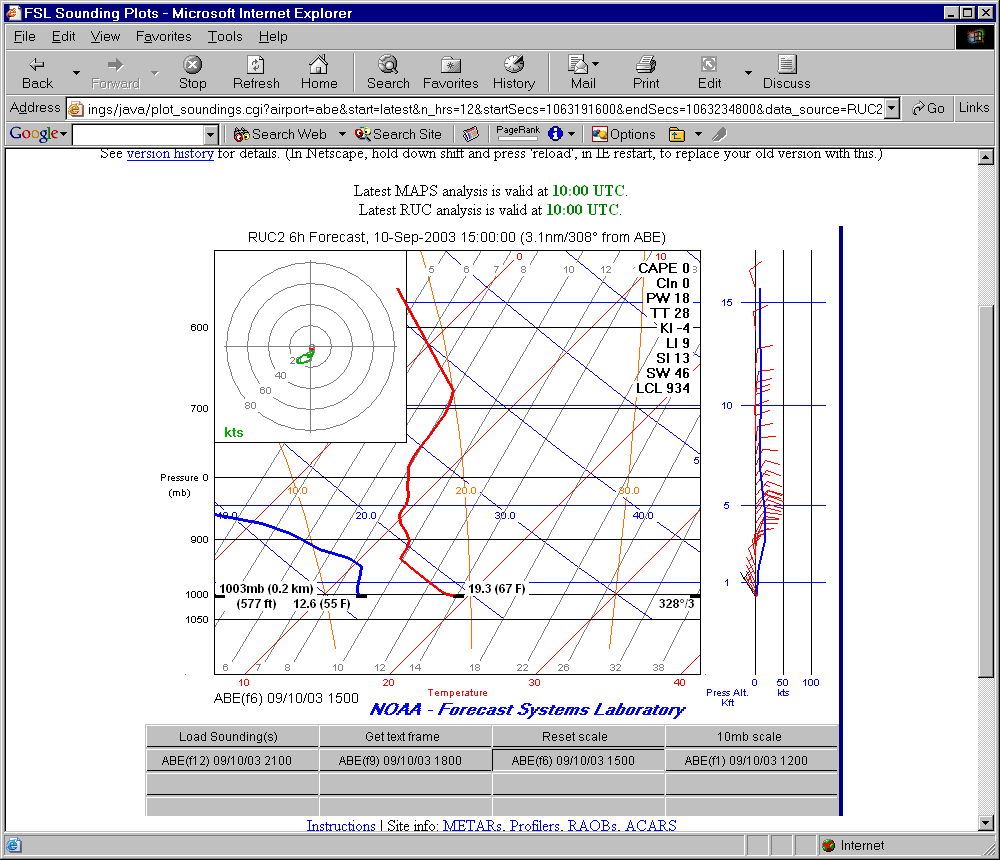 FSL Sounding Plots - Microsoft Internet Explorer
File Edit View Favorites Tools Help
Back Forward Stop Refresh Home Search Favorites History Mail Print Edit Discuss
Address ings/java/plot_soundings.cgi?airport=abe&start=latest&n_hrs=12&startSecs=1063191600&endSecs=1063234800&data_source=RUC2 Go Links
Google Search Web Search Site PageRank Options
See version history for details. (In Netscape, hold down shift and press 'reload', in IE restart, to replace your old version with this.)
Latest MAPS analysis is valid at 10:00 UTC.
Latest RUC analysis is valid at 10:00 UTC.
RUC2 6h Forecast, 10-Sep-2003 15:00:00 (3.1nm/308° from ABE)
0 10
5 6 7 8 10 12
CAPE 0
CIn 0
PW 18
TT 28
KI -4
LI 9
SI 13
SW 46
LCL 934
600
700
Pressure 0
(mb)
900
1000
1050
20
40
60
80
kts
5
10.0 20.0 30.0
20.0 30.0 40.0
1003mb (0.2 km)
(577 ft) 12.6 (55 F)
19.3 (67 F)
328°/3
6 7 8 10 12 14 18 22 26 32 38
10 20 30 40
Temperature
15
10
5
1
0 50 100
Press Alt. kts
Kft
ABE(f6) 09/10/03 1500
NOAA - Forecast Systems Laboratory
Load Sounding(s) Get text frame Reset scale 10mb scale
ABE(f12) 09/10/03 2100 ABE(f9) 09/10/03 1800 ABE(f6) 09/10/03 1500 ABE(f1) 09/10/03 1200
Instructions | Site info: METARs, Profilers, RAOBs, ACARS
Internet